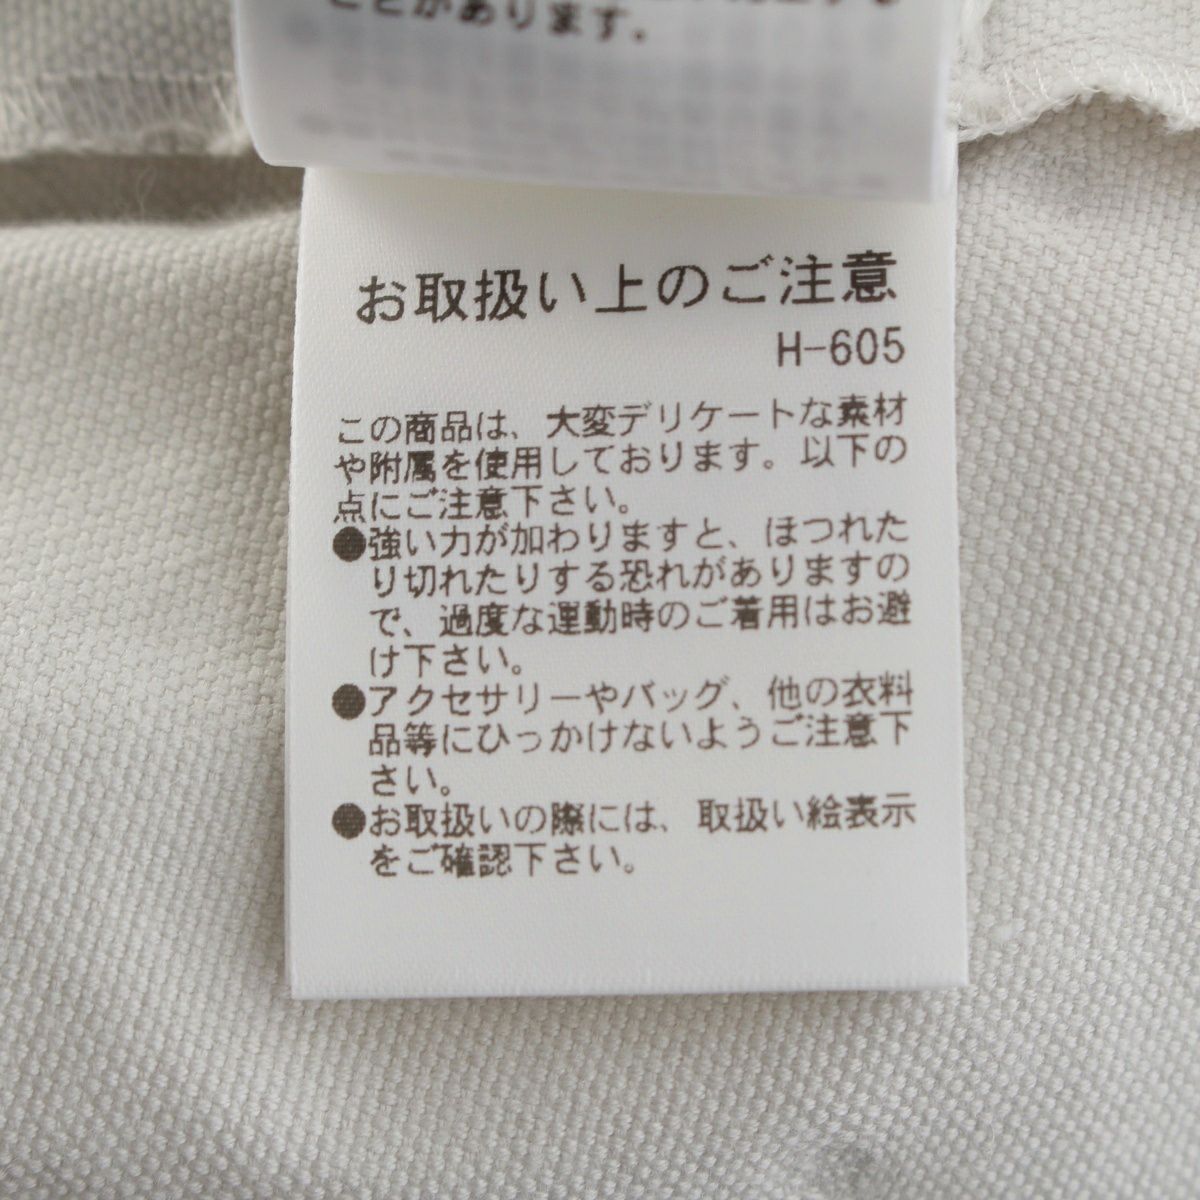 ことがあります。
お取扱い上のご注意
H-605
この商品は、大変デリケートな素材
や附属を使用しております。以下の
点にご注意下さい。
●強い力が加わりますと、ほつれた
り切れたりする恐れがありますの
で、過度な運動時のご着用はお避
け下さい。
●アクセサリーやバッグ、他の衣料
品等にひっかけないようご注意下
さい。
●お取扱いの際には、取扱い絵表示
をご確認下さい。